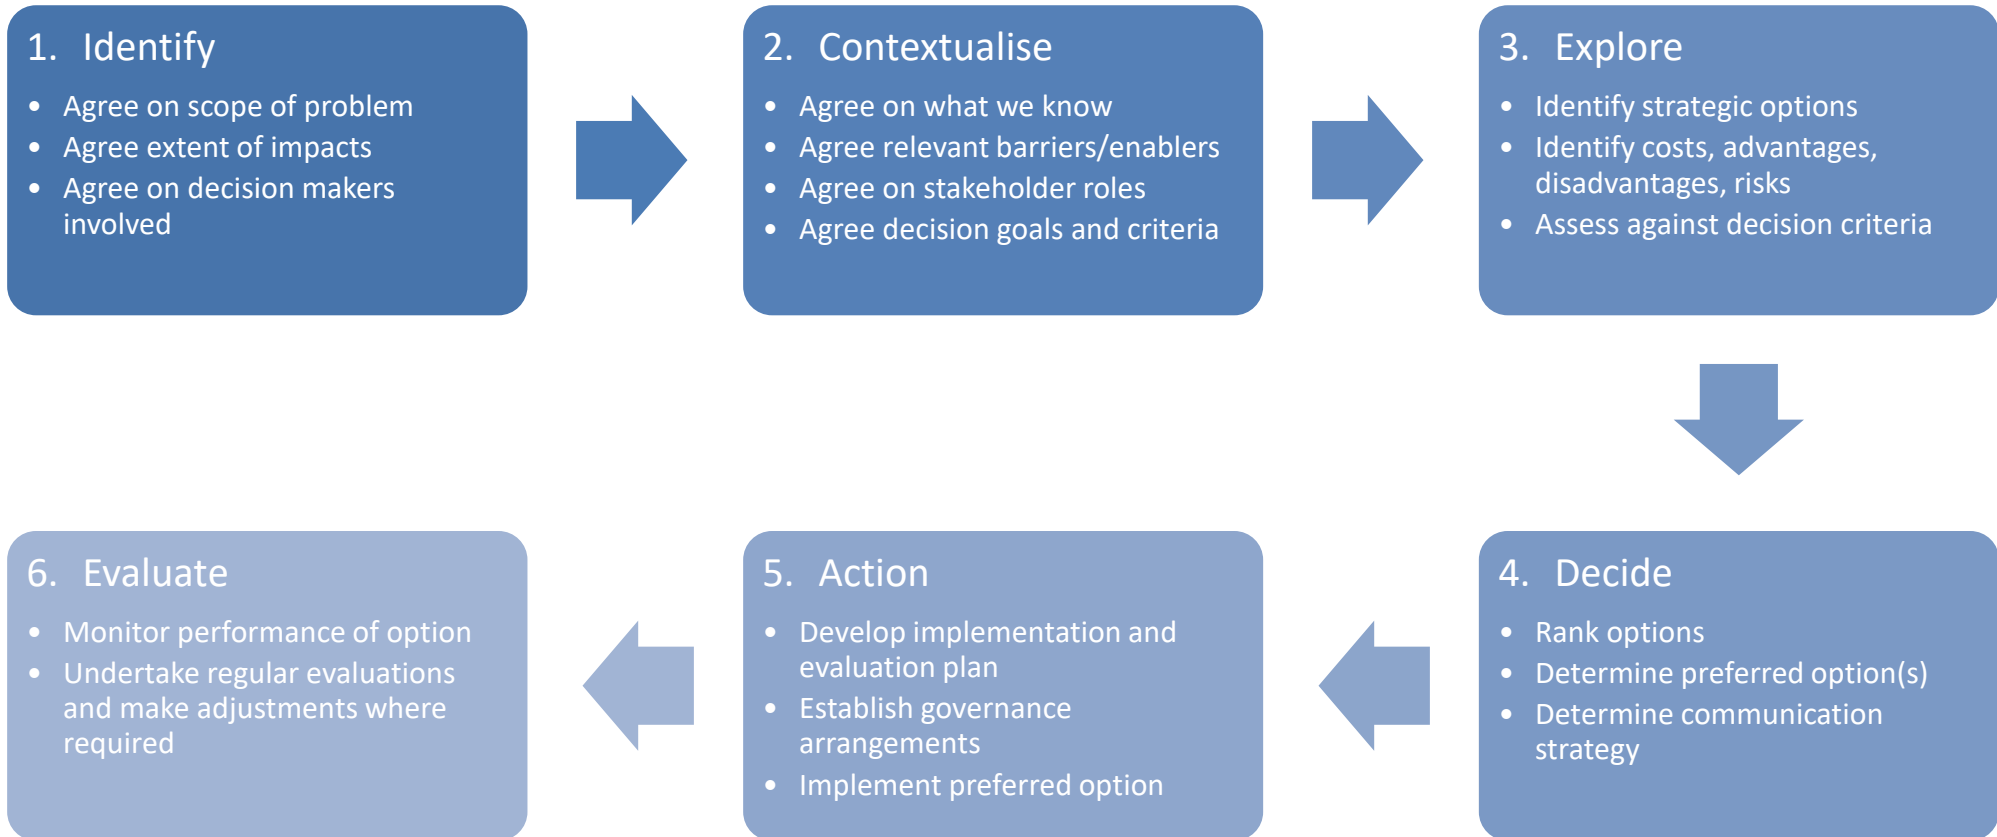 1. Identify
• Agree on scope of problem
• Agree extent of impacts
• Agree on decision makers
involved
2. Contextualise
• Agree on what we know
• Agree relevant barriers/enablers
• Agree on stakeholder roles
• Agree decision goals and criteria
3. Explore
• Identify strategic options
• Identify costs, advantages,
disadvantages, risks
• Assess against decision criteria
4. Decide
• Rank options
• Determine preferred option(s)
• Determine communication
strategy
5. Action
• Develop implementation and
evaluation plan
• Establish governance
arrangements
• Implement preferred option
6. Evaluate
• Monitor performance of option
• Undertake regular evaluations
and make adjustments where
required